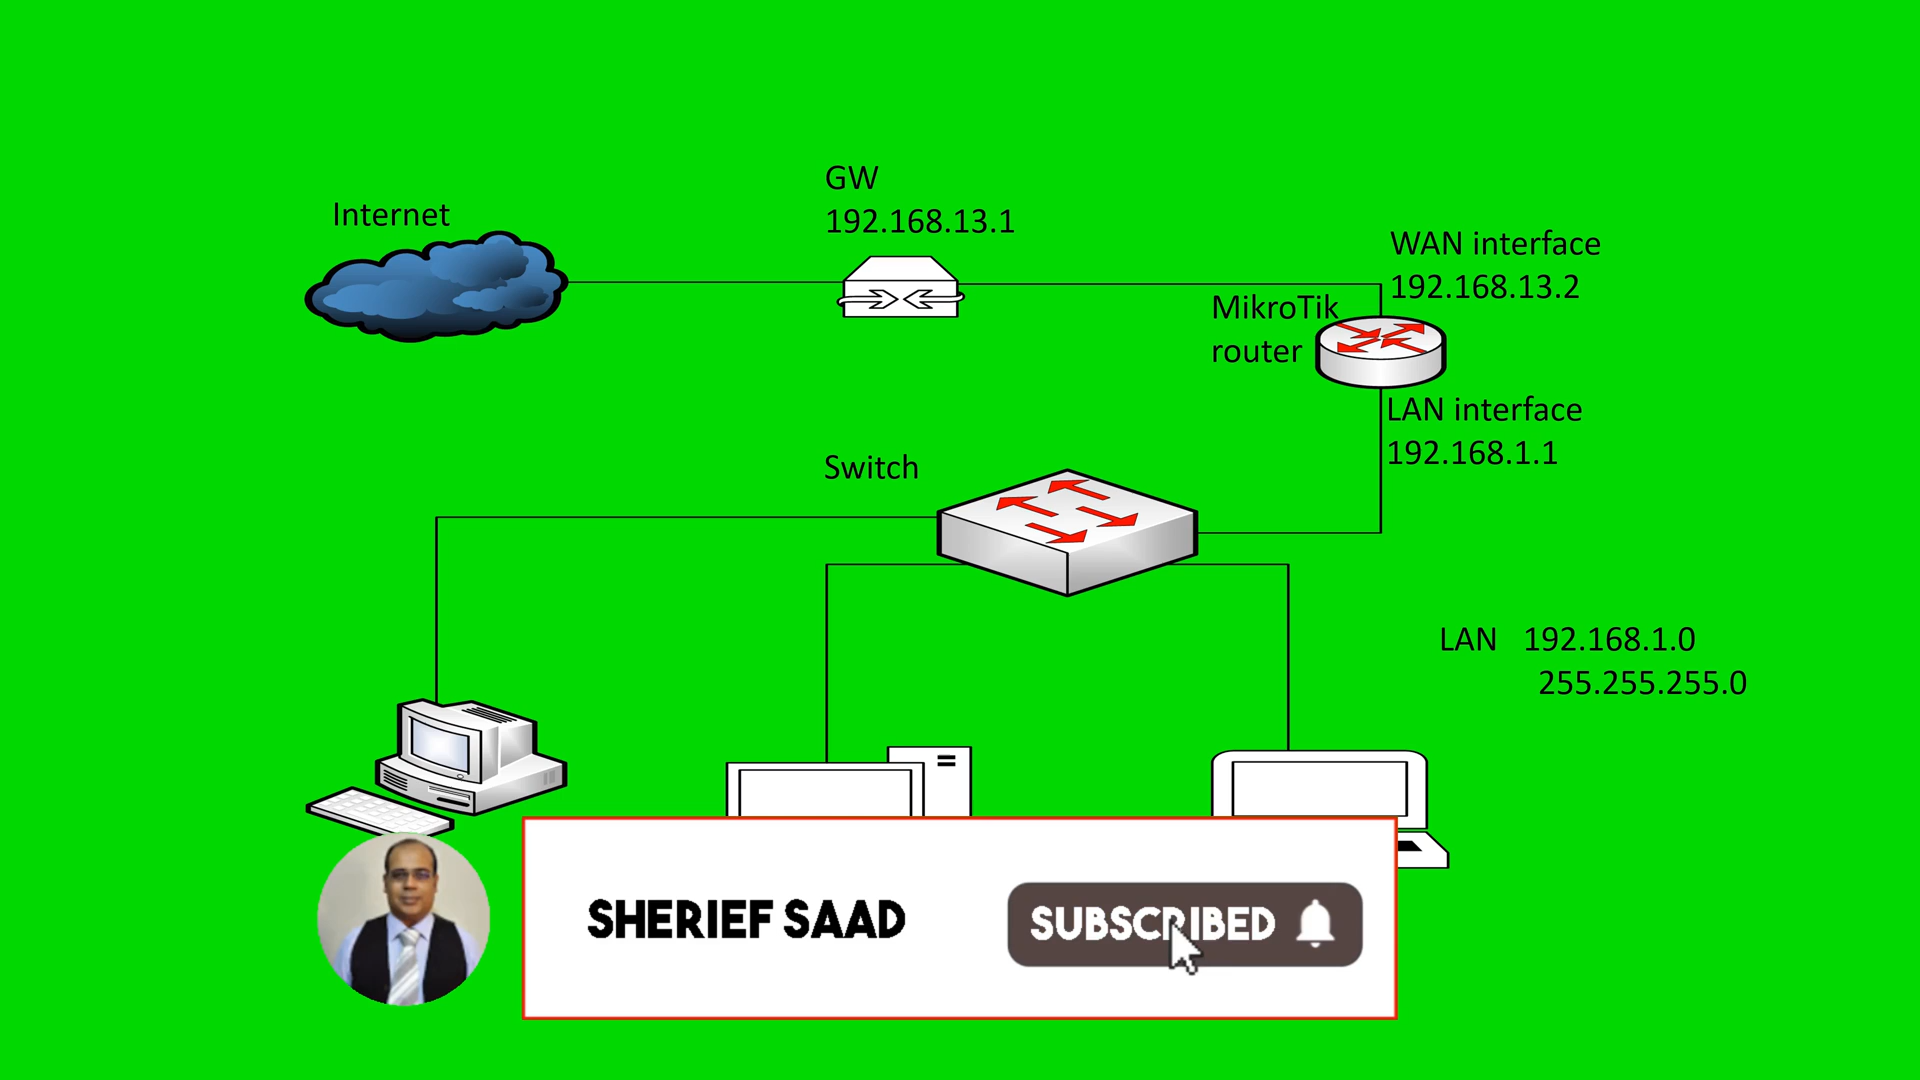 GW
192.168.13.1
Internet
WAN interface
192.168.13.2
MikroTik
router
LAN interface
192.168.1.1
Switch
LAN 192.168.1.0
255.255.255.0
SHERIEF SAAD
SUBSCRIBED